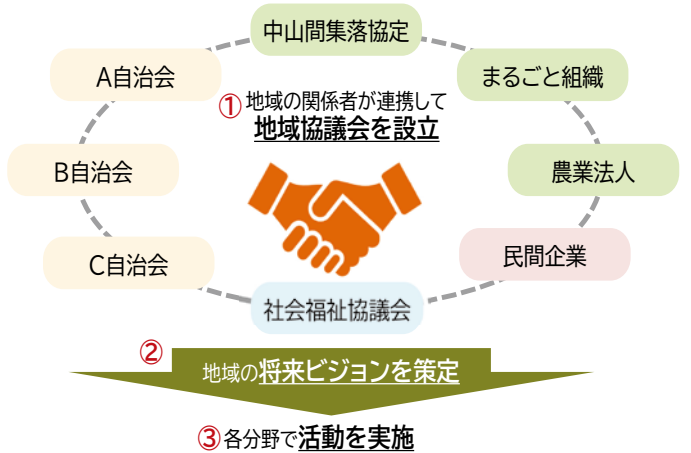 中山間集落協定
A自治会
まるごと組織
① 地域の関係者が連携して
地域協議会を設立
B自治会
農業法人
C自治会
民間企業
社会福祉協議会
②
地域の将来ビジョンを策定
③ 各分野で活動を実施